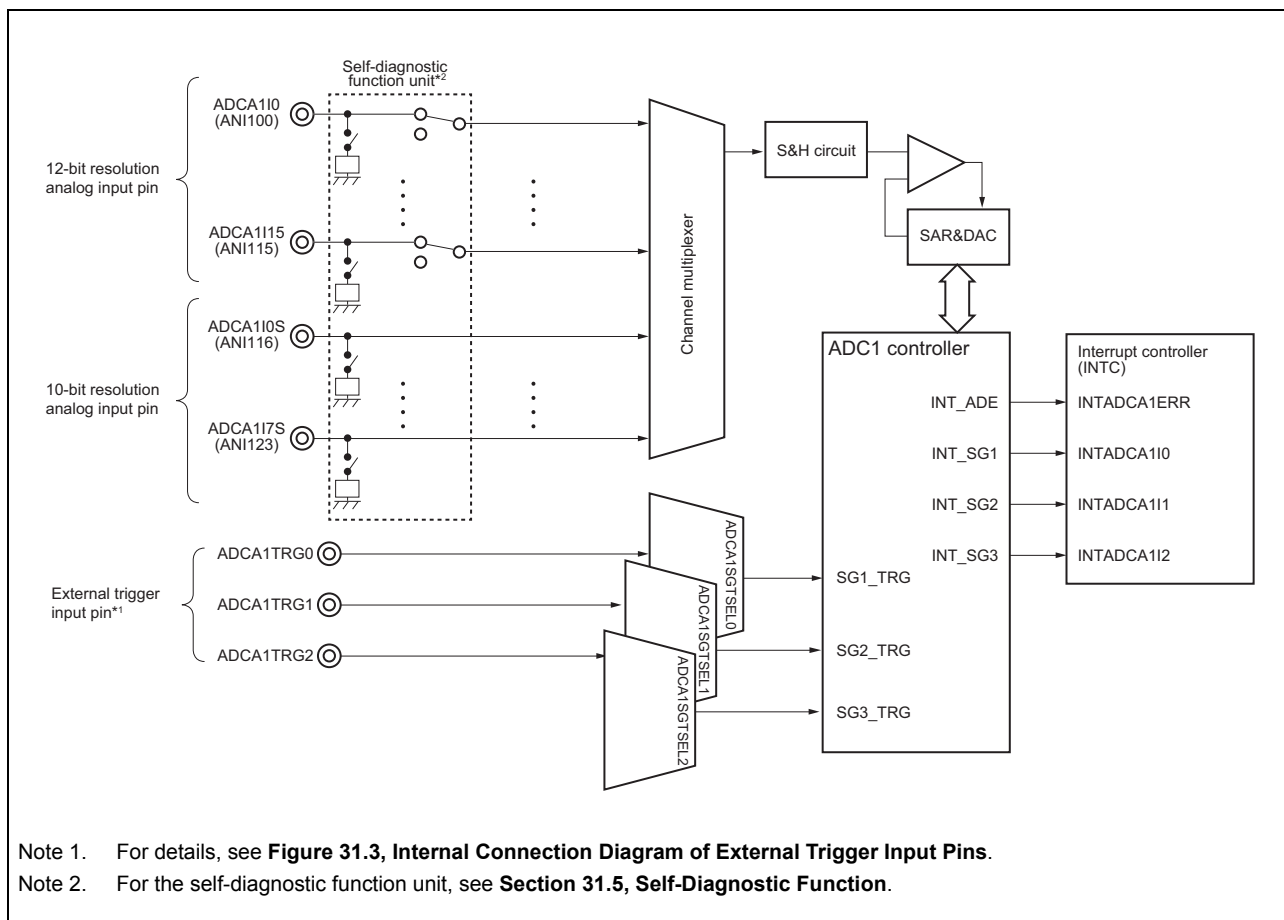 Self-diagnostic
function unit*2
ADCA1I0
(ANI100)
12-bit resolution
analog input pin
ADCA1I15
(ANI115)
ADCA1I0S
(ANI116)
10-bit resolution
analog input pin
ADCA1I7S
(ANI123)
Channel multiplexer
S&H circuit
SAR&DAC
ADC1 controller
INT_ADE
INT_SG1
INT_SG2
INT_SG3
SG1_TRG
SG2_TRG
SG3_TRG
Interrupt controller
(INTC)
INTADCA1ERR
INTADCA1I0
INTADCA1I1
INTADCA1I2
External trigger
input pin*1
ADCA1TRG0
ADCA1TRG1
ADCA1TRG2
ADCA1SGTSEL0
ADCA1SGTSEL1
ADCA1SGTSEL2
Note 1. For details, see Figure 31.3, Internal Connection Diagram of External Trigger Input Pins.
Note 2. For the self-diagnostic function unit, see Section 31.5, Self-Diagnostic Function.